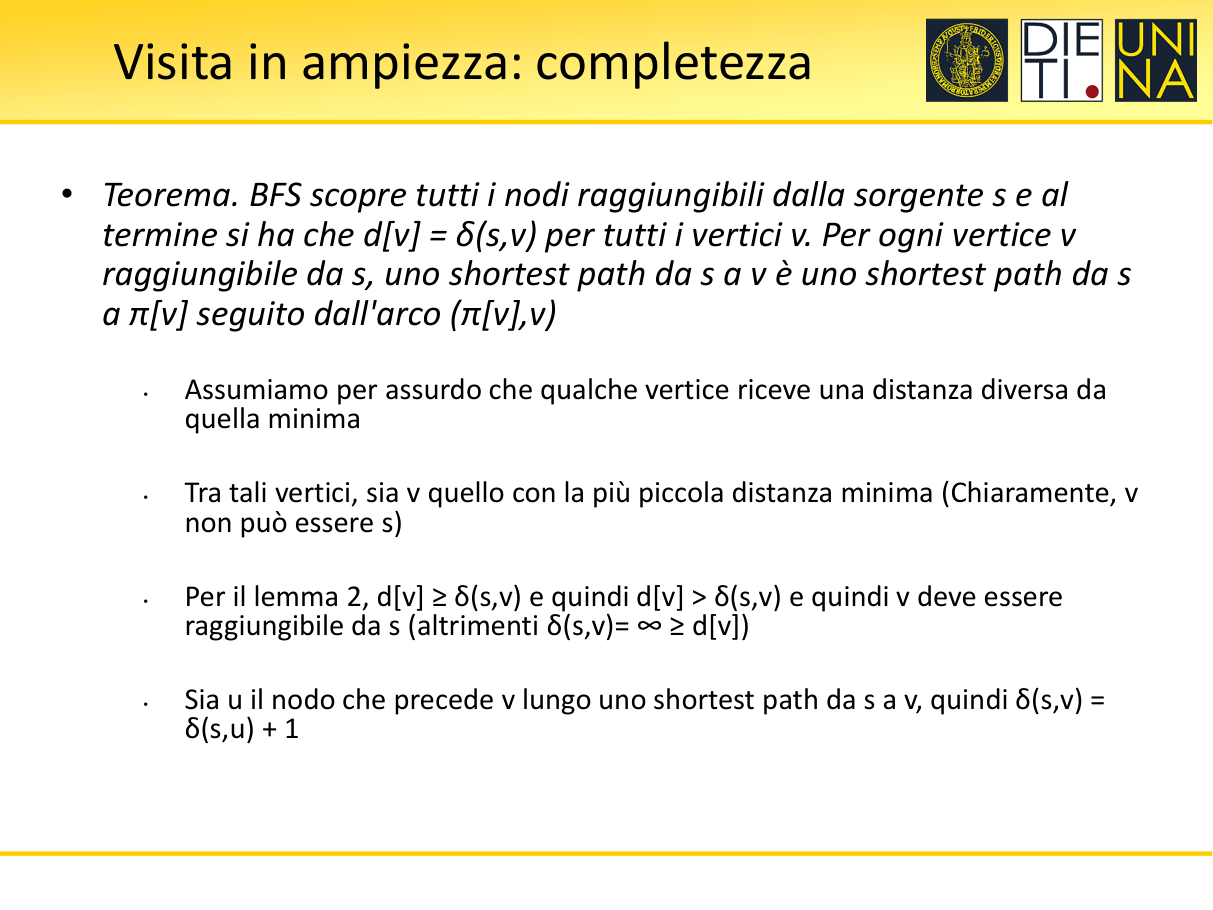 Visita in ampiezza: completezza
DIE
TI.
UNI
NA
• Teorema. BFS scopre tutti i nodi raggiungibili dalla sorgente s e al
termine si ha che d[v] = δ(s,v) per tutti i vertici v. Per ogni vertice v
raggiungibile da s, uno shortest path da s a v è uno shortest path da s
a π[v] seguito dall'arco (π[v],v)
• Assumiamo per assurdo che qualche vertice riceve una distanza diversa da
quella minima
• Tra tali vertici, sia v quello con la più piccola distanza minima (Chiaramente, v
non può essere s)
• Per il lemma 2, d[v] ≥ δ(s,v) e quindi d[v] > δ(s,v) e quindi v deve essere
raggiungibile da s (altrimenti δ(s,v)= ∞ ≥ d[v])
• Sia u il nodo che precede v lungo uno shortest path da s a v, quindi δ(s,v) =
δ(s,u) + 1